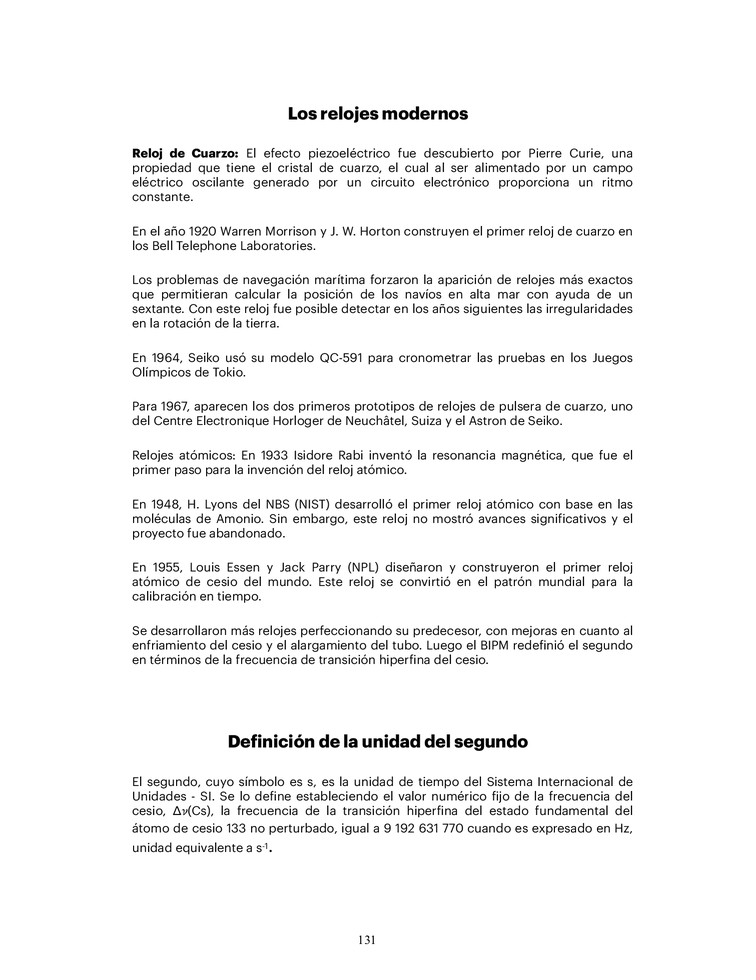 Los relojes modernos
Reloj de Cuarzo: El efecto piezoeléctrico fue descubierto por Pierre Curie, una
propiedad que tiene el cristal de cuarzo, el cual al ser alimentado por un campo
eléctrico oscilante generado por un circuito electrónico proporciona un ritmo
constante.
En el año 1920 Warren Morrison y J. W. Horton construyen el primer reloj de cuarzo en
los Bell Telephone Laboratories.
Los problemas de navegación marítima forzaron la aparición de relojes más exactos
que permitieran calcular la posición de los navíos en alta mar con ayuda de un
sextante. Con este reloj fue posible detectar en los años siguientes las irregularidades
en la rotación de la tierra.
En 1964, Seiko usó su modelo QC-591 para cronometrar las pruebas en los Juegos
Olímpicos de Tokio.
Para 1967, aparecen los dos primeros prototipos de relojes de pulsera de cuarzo, uno
del Centre Electronique Horloger de Neuchâtel, Suiza y el Astron de Seiko.
Relojes atómicos: En 1933 Isidore Rabi inventó la resonancia magnética, que fue el
primer paso para la invención del reloj atómico.
En 1948, H. Lyons del NBS (NIST) desarrolló el primer reloj atómico con base en las
moléculas de Amonio. Sin embargo, este reloj no mostró avances significativos y el
proyecto fue abandonado.
En 1955, Louis Essen y Jack Parry (NPL) diseñaron y construyeron el primer reloj
atómico de cesio del mundo. Este reloj se convirtió en el patrón mundial para la
calibración en tiempo.
Se desarrollaron más relojes perfeccionando su predecesor, con mejoras en cuanto al
enfriamiento del cesio y el alargamiento del tubo. Luego el BIPM redefinió el segundo
en términos de la frecuencia de transición hiperfina del cesio.
Definición de la unidad del segundo
El segundo, cuyo símbolo es s, es la unidad de tiempo del Sistema Internacional de
Unidades - SI. Se lo define estableciendo el valor numérico fijo de la frecuencia del
cesio, Δν(Cs), la frecuencia de la transición hiperfina del estado fundamental del
átomo de cesio 133 no perturbado, igual a 9 192 631 770 cuando es expresado en Hz,
unidad equivalente a s⁻¹.
131